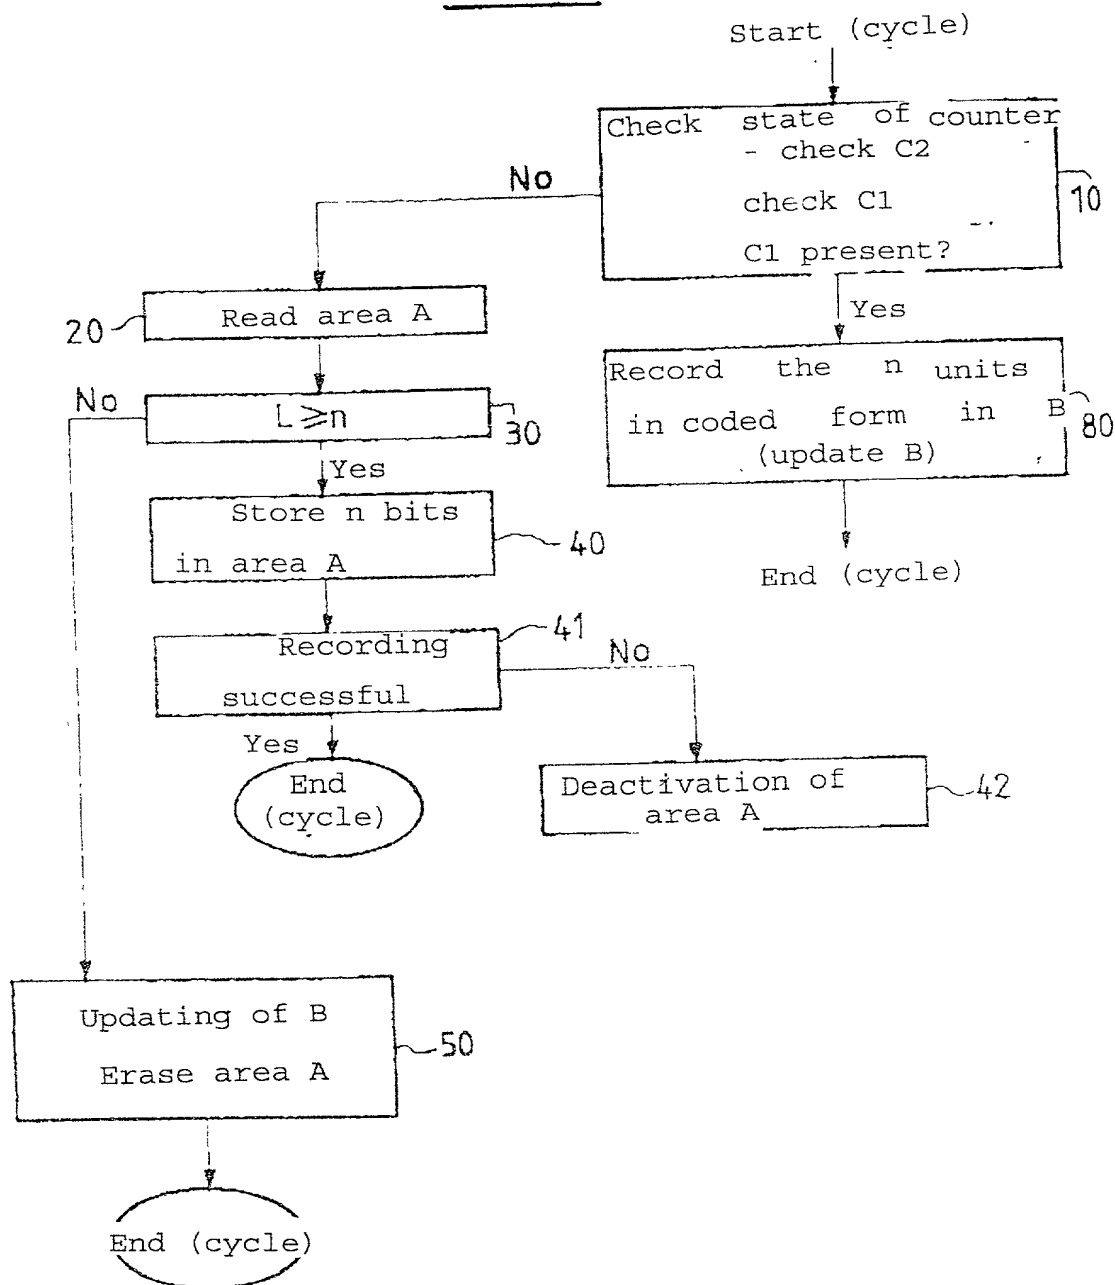 Start (cycle)
Check state of counter
- check C2
check C1
C1 present?
10
No
Yes
20
Read area A
Record the n units
in coded form in B
(update B)
80
No
L ⩾ n
30
Yes
Store n bits
in area A
40
End (cycle)
Recording
successful
41
No
Yes
End
(cycle)
Deactivation of
area A
42
Updating of B
Erase area A
50
End (cycle)